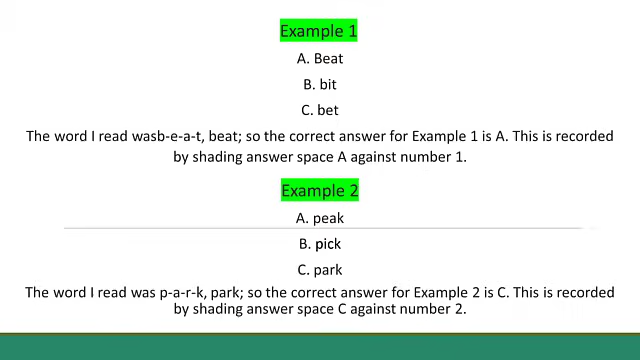 Example 1
A. Beat
B. bit
C. bet
The word I read wasb-e-a-t, beat; so the correct answer for Example 1 is A. This is recorded
by shading answer space A against number 1.
Example 2
A. peak
B. pick
C. park
The word I read was p-a-r-k, park; so the correct answer for Example 2 is C. This is recorded
by shading answer space C against number 2.